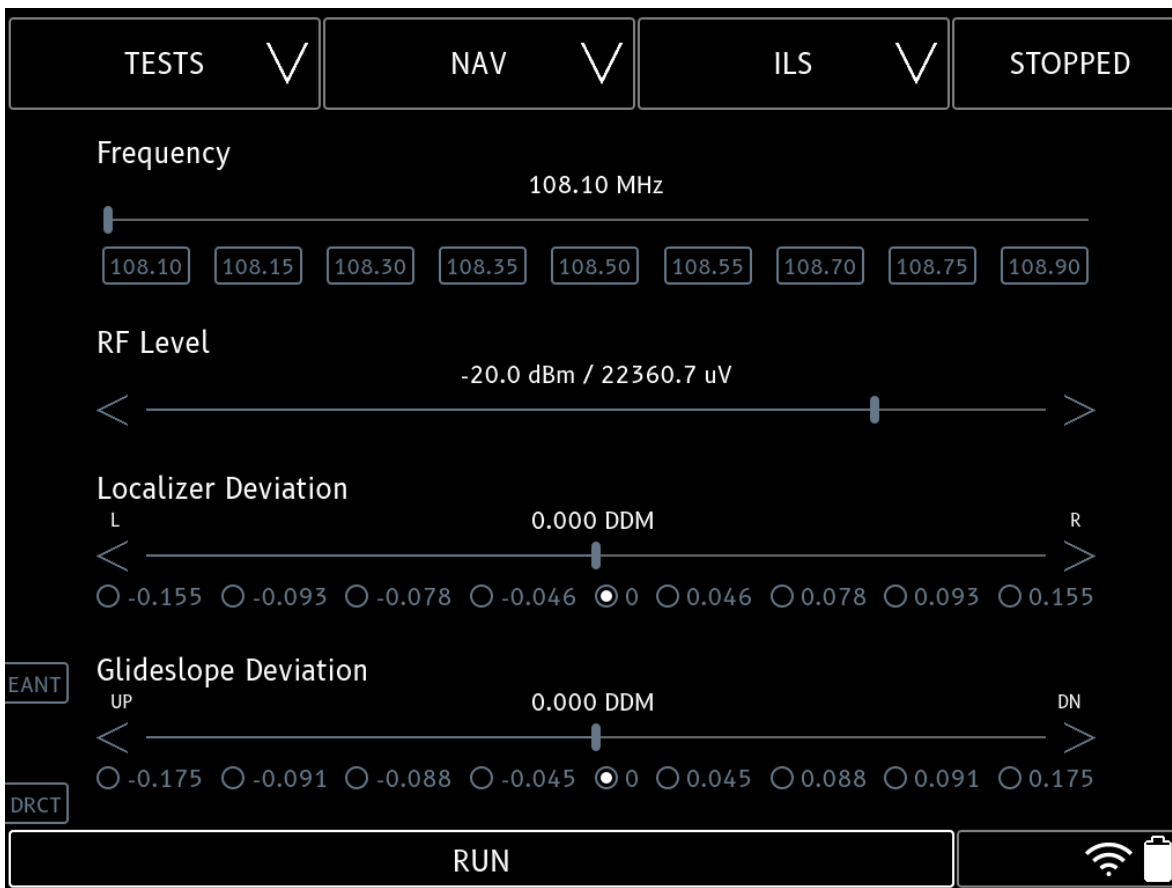 TESTS NAV ILS STOPPED
Frequency
108.10 MHz
108.10 108.15 108.30 108.35 108.50 108.55 108.70 108.75 108.90
RF Level
-20.0 dBm / 22360.7 uV
Localizer Deviation
L 0.000 DDM R
-0.155 -0.093 -0.078 -0.046 0 0.046 0.078 0.093 0.155
Glideslope Deviation
EANT
UP 0.000 DDM DN
-0.175 -0.091 -0.088 -0.045 0 0.045 0.088 0.091 0.175
DRCT
RUN